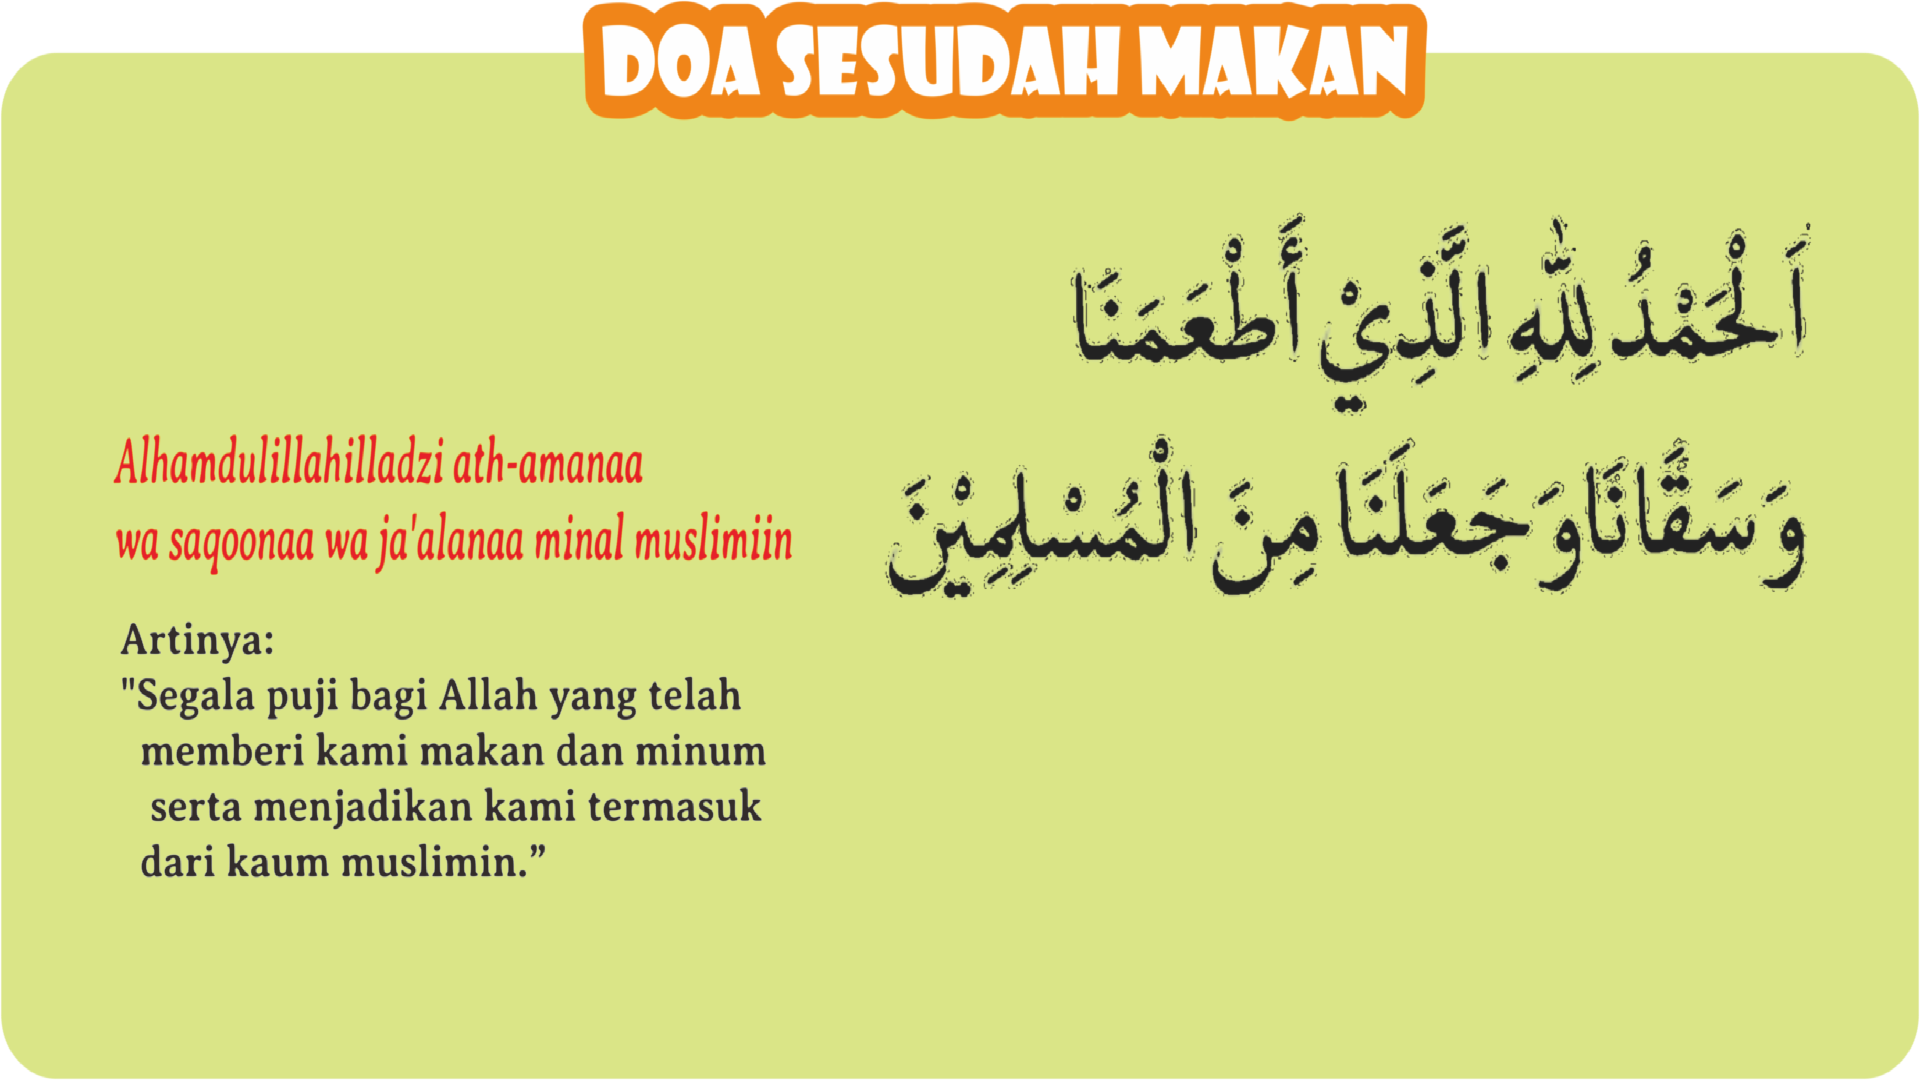 DOA SESUDAH MAKAN
اَلْحَمْدُ لِلّٰهِ الَّذِيْ أَطْعَمَنَا
وَسَقَّانَاوَجَعَلَنَا مِنَ الْمُسْلِمِيْنَ
Alhamdulillahilladzi ath-amanaa
wa saqoonaa wa ja'alanaa minal muslimiin
Artinya:
"Segala puji bagi Allah yang telah
memberi kami makan dan minum
serta menjadikan kami termasuk
dari kaum muslimin.”